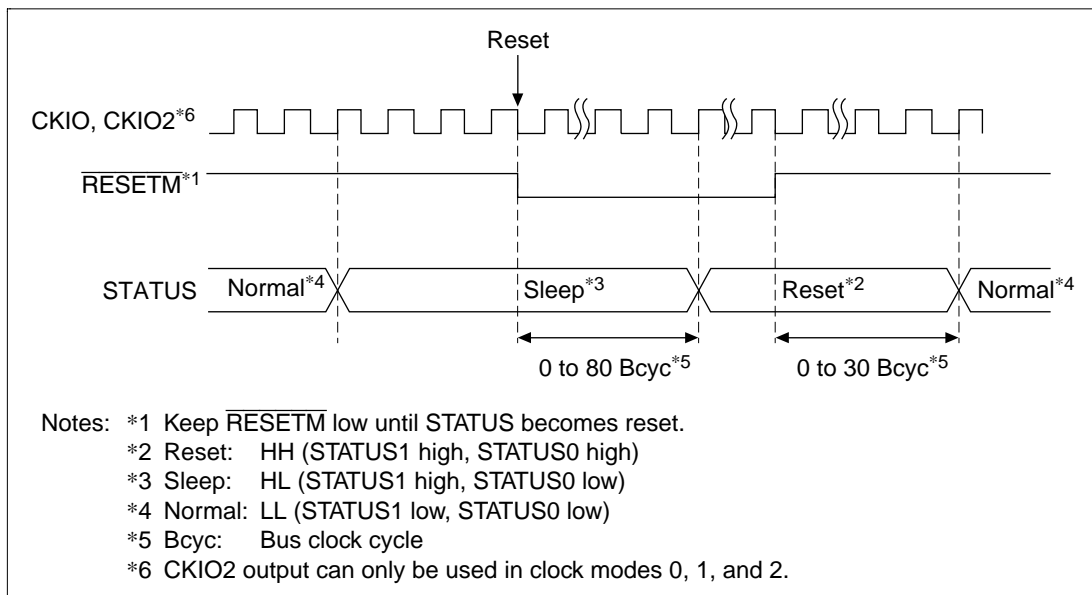 Reset
CKIO, CKIO2*6
RESETM*1
STATUS Normal*4 Sleep*3 Reset*2 Normal*4
0 to 80 Bcyc*5 0 to 30 Bcyc*5
Notes: *1 Keep RESETM low until STATUS becomes reset.
*2 Reset: HH (STATUS1 high, STATUS0 high)
*3 Sleep: HL (STATUS1 high, STATUS0 low)
*4 Normal: LL (STATUS1 low, STATUS0 low)
*5 Bcyc: Bus clock cycle
*6 CKIO2 output can only be used in clock modes 0, 1, and 2.